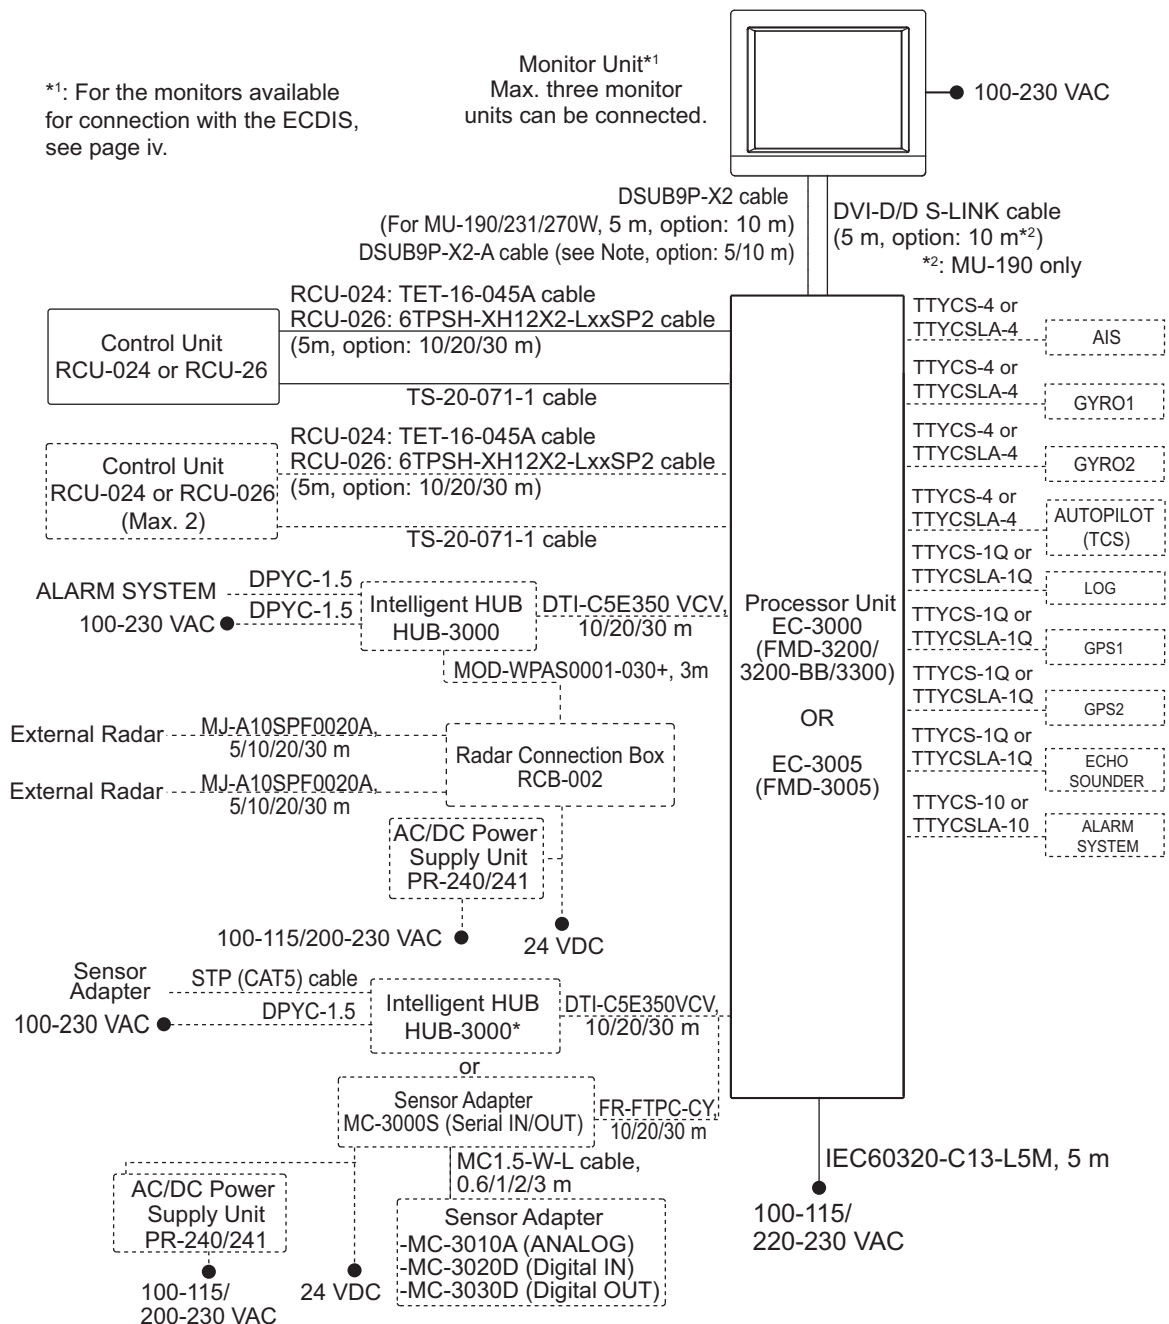 *1: For the monitors available
for connection with the ECDIS,
see page iv.
Monitor Unit*1
Max. three monitor
units can be connected.
100-230 VAC
DSUB9P-X2 cable
(For MU-190/231/270W, 5 m, option: 10 m)
DSUB9P-X2-A cable (see Note, option: 5/10 m)
DVI-D/D S-LINK cable
(5 m, option: 10 m*2)
*2: MU-190 only
Control Unit
RCU-024 or RCU-26
RCU-024: TET-16-045A cable
RCU-026: 6TPSH-XH12X2-LxxSP2 cable
(5m, option: 10/20/30 m)
TS-20-071-1 cable
Control Unit
RCU-024 or RCU-026
(Max. 2)
RCU-024: TET-16-045A cable
RCU-026: 6TPSH-XH12X2-LxxSP2 cable
(5m, option: 10/20/30 m)
TS-20-071-1 cable
ALARM SYSTEM
DPYC-1.5
100-230 VAC
DPYC-1.5
Intelligent HUB
HUB-3000
DTI-C5E350 VCV,
10/20/30 m
MOD-WPAS0001-030+, 3m
External Radar
MJ-A10SPF0020A,
5/10/20/30 m
External Radar
MJ-A10SPF0020A,
5/10/20/30 m
Radar Connection Box
RCB-002
AC/DC Power
Supply Unit
PR-240/241
100-115/200-230 VAC
24 VDC
Sensor
Adapter
STP (CAT5) cable
100-230 VAC
DPYC-1.5
Intelligent HUB
HUB-3000*
DTI-C5E350VCV,
10/20/30 m
or
Sensor Adapter
MC-3000S (Serial IN/OUT)
FR-FTPC-CY,
10/20/30 m
MC1.5-W-L cable,
0.6/1/2/3 m
AC/DC Power
Supply Unit
PR-240/241
100-115/
200-230 VAC
24 VDC
Sensor Adapter
-MC-3010A (ANALOG)
-MC-3020D (Digital IN)
-MC-3030D (Digital OUT)
Processor Unit
EC-3000
(FMD-3200/
3200-BB/3300)
OR
EC-3005
(FMD-3005)
IEC60320-C13-L5M, 5 m
100-115/
220-230 VAC
TTYCS-4 or
TTYCSLA-4
AIS
TTYCS-4 or
TTYCSLA-4
GYRO1
TTYCS-4 or
TTYCSLA-4
GYRO2
TTYCS-4 or
TTYCSLA-4
AUTOPILOT
(TCS)
TTYCS-1Q or
TTYCSLA-1Q
LOG
TTYCS-1Q or
TTYCSLA-1Q
GPS1
TTYCS-1Q or
TTYCSLA-1Q
GPS2
TTYCS-1Q or
TTYCSLA-1Q
ECHO
SOUNDER
TTYCS-10 or
TTYCSLA-10
ALARM
SYSTEM